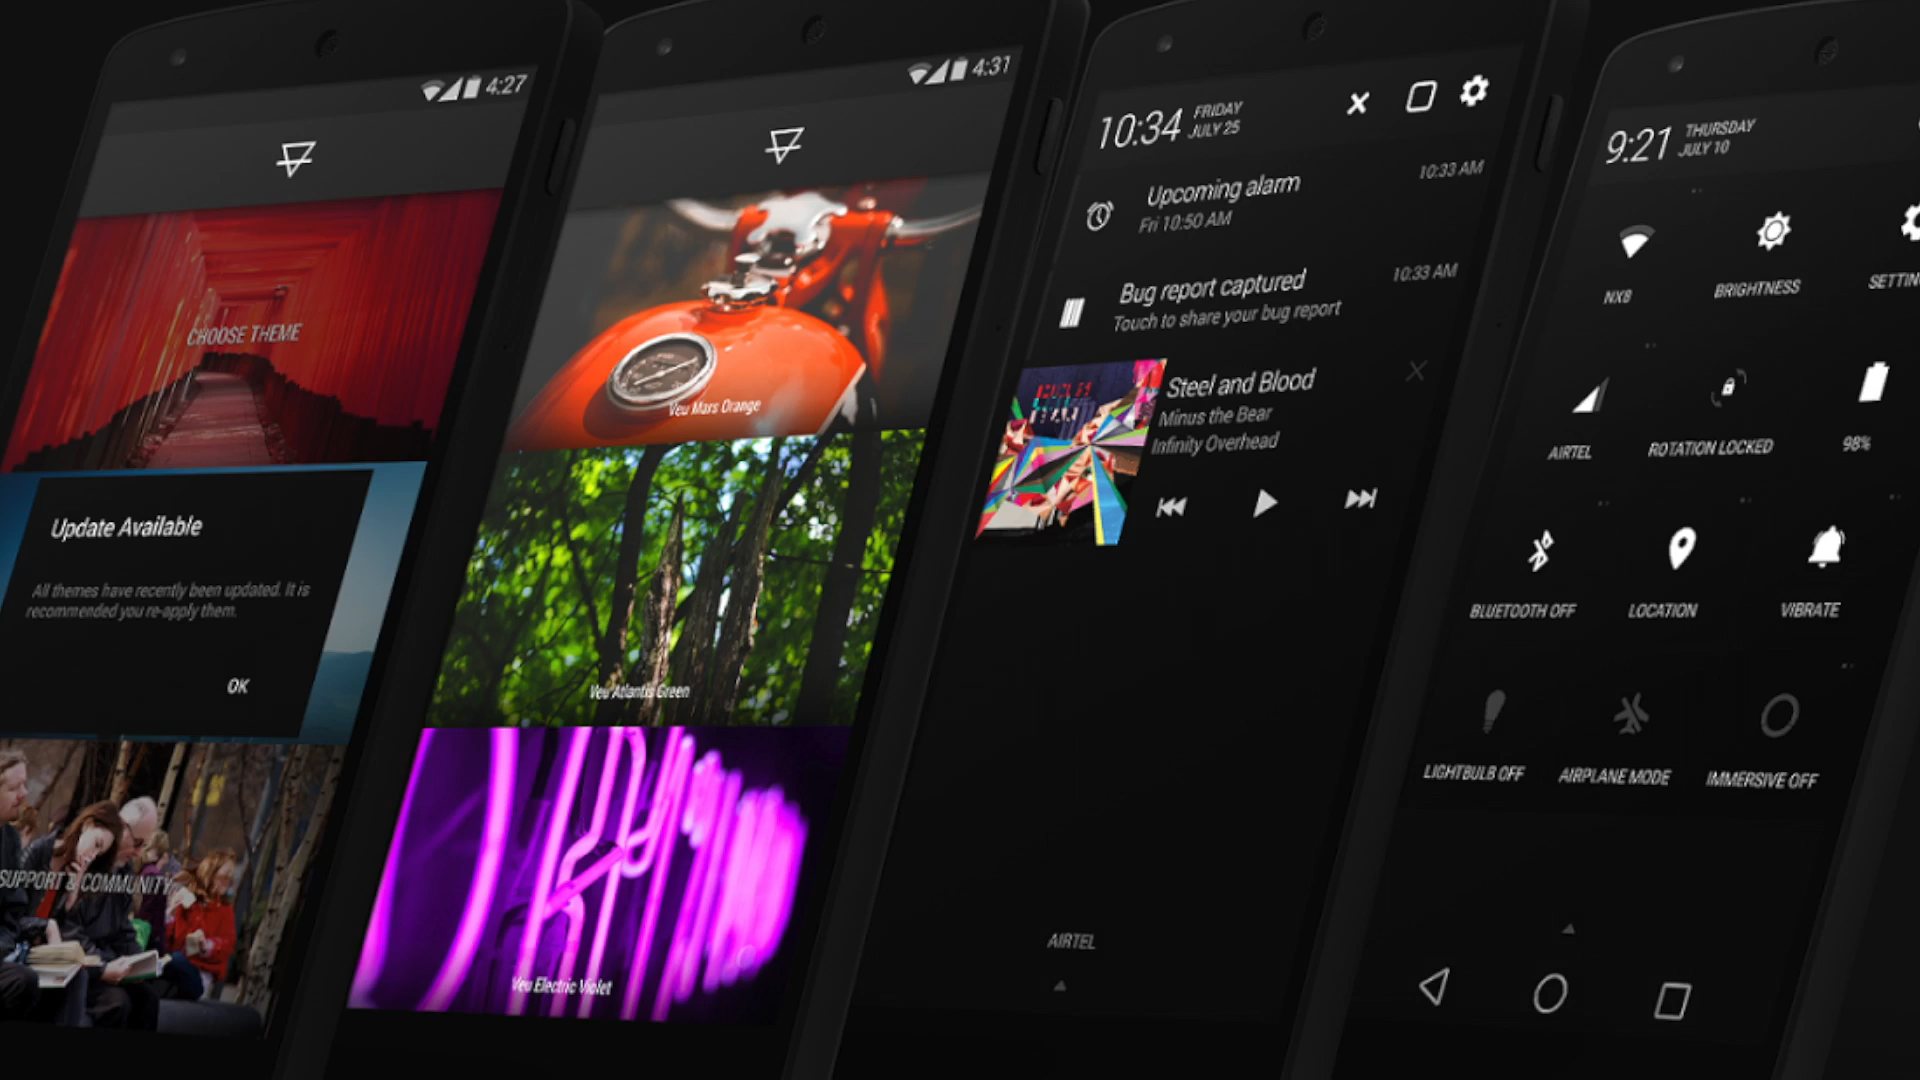 4:27
CHOOSE THEME
Update Available
All themes have recently been updated. It is
recommended you re-apply them.
OK
SUPPORT & COMMUNITY
4:31
Veu Mars Orange
Veu Atlantis Green
Veu Electric Violet
10:34
FRIDAY
JULY 25
Upcoming alarm
10:33 AM
Fri 10:50 AM
Bug report captured
10:33 AM
Touch to share your bug report
Steel and Blood
Minus the Bear
Infinity Overhead
AIRTEL
9:21
THURSDAY
JULY 10
NX8
BRIGHTNESS
SETTIN
AIRTEL
ROTATION LOCKED
98%
BLUETOOTH OFF
LOCATION
VIBRATE
LIGHTBULB OFF
AIRPLANE MODE
IMMERSIVE OFF